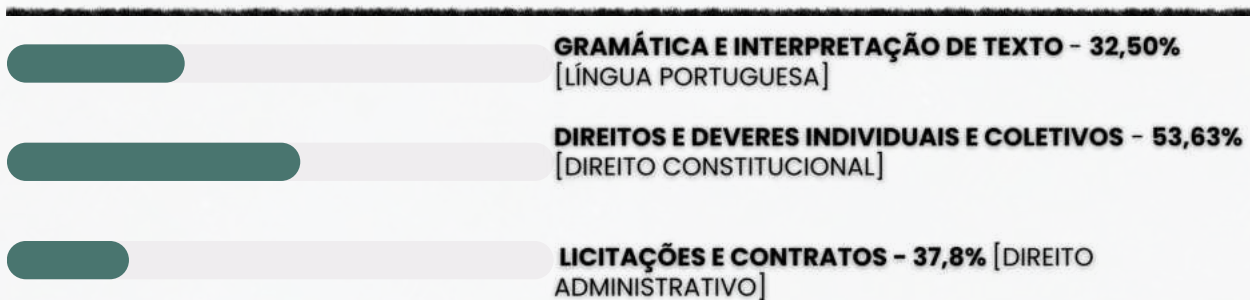 GRAMÁTICA E INTERPRETAÇÃO DE TEXTO - 32,50%
[LÍNGUA PORTUGUESA]
DIREITOS E DEVERES INDIVIDUAIS E COLETIVOS - 53,63%
[DIREITO CONSTITUCIONAL]
LICITAÇÕES E CONTRATOS - 37,8% [DIREITO
ADMINISTRATIVO]